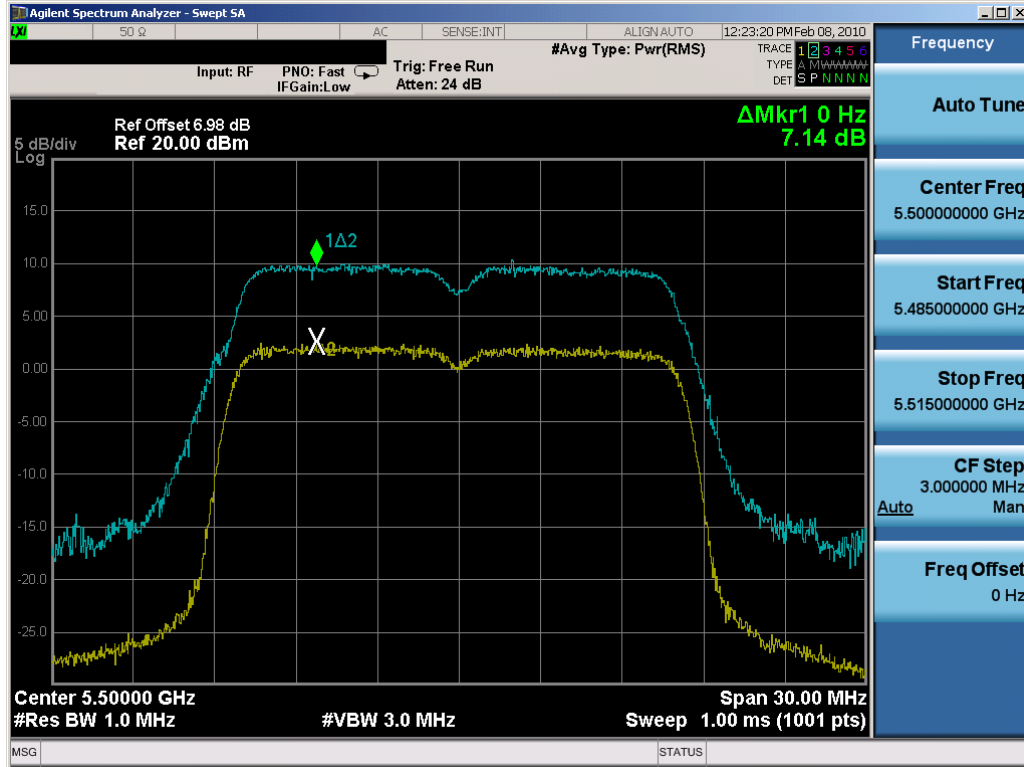 Agilent Spectrum Analyzer - Swept SA
LXI 50 Ω AC SENSE:INT ALIGN AUTO 12:23:20 PM Feb 08, 2010
#Avg Type: Pwr(RMS) TRACE 1 2 3 4 5 6
Input: RF PNO: Fast Trig: Free Run TYPE A M W W W W
IFGain:Low Atten: 24 dB DET S P N N N N
ΔMkr1 0 Hz
7.14 dB
Ref Offset 6.98 dB
5 dB/div Ref 20.00 dBm
Log
15.0
10.0
5.00
0.00
-5.00
-10.0
-15.0
-20.0
-25.0
1Δ2
X2
Center 5.50000 GHz Span 30.00 MHz
#Res BW 1.0 MHz #VBW 3.0 MHz Sweep 1.00 ms (1001 pts)
MSG STATUS
Frequency
Auto Tune
Center Freq
5.500000000 GHz
Start Freq
5.485000000 GHz
Stop Freq
5.515000000 GHz
CF Step
3.000000 MHz
Auto Man
Freq Offset
0 Hz